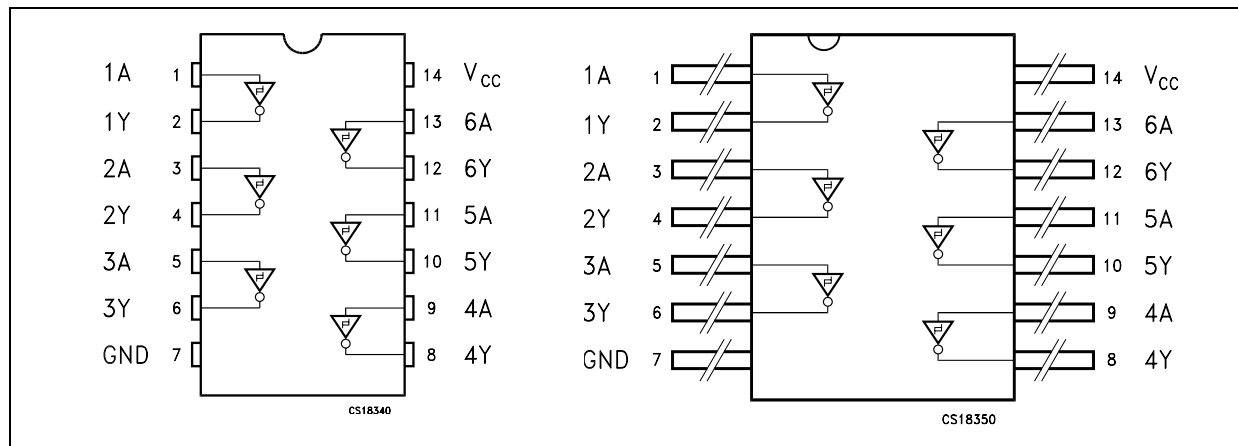 1A 1 14 VCC
1Y 2 13 6A
2A 3 12 6Y
2Y 4 11 5A
3A 5 10 5Y
3Y 6 9 4A
GND 7 8 4Y
CS18340
1A 1 14 VCC
1Y 2 13 6A
2A 3 12 6Y
2Y 4 11 5A
3A 5 10 5Y
3Y 6 9 4A
GND 7 8 4Y
CS18350